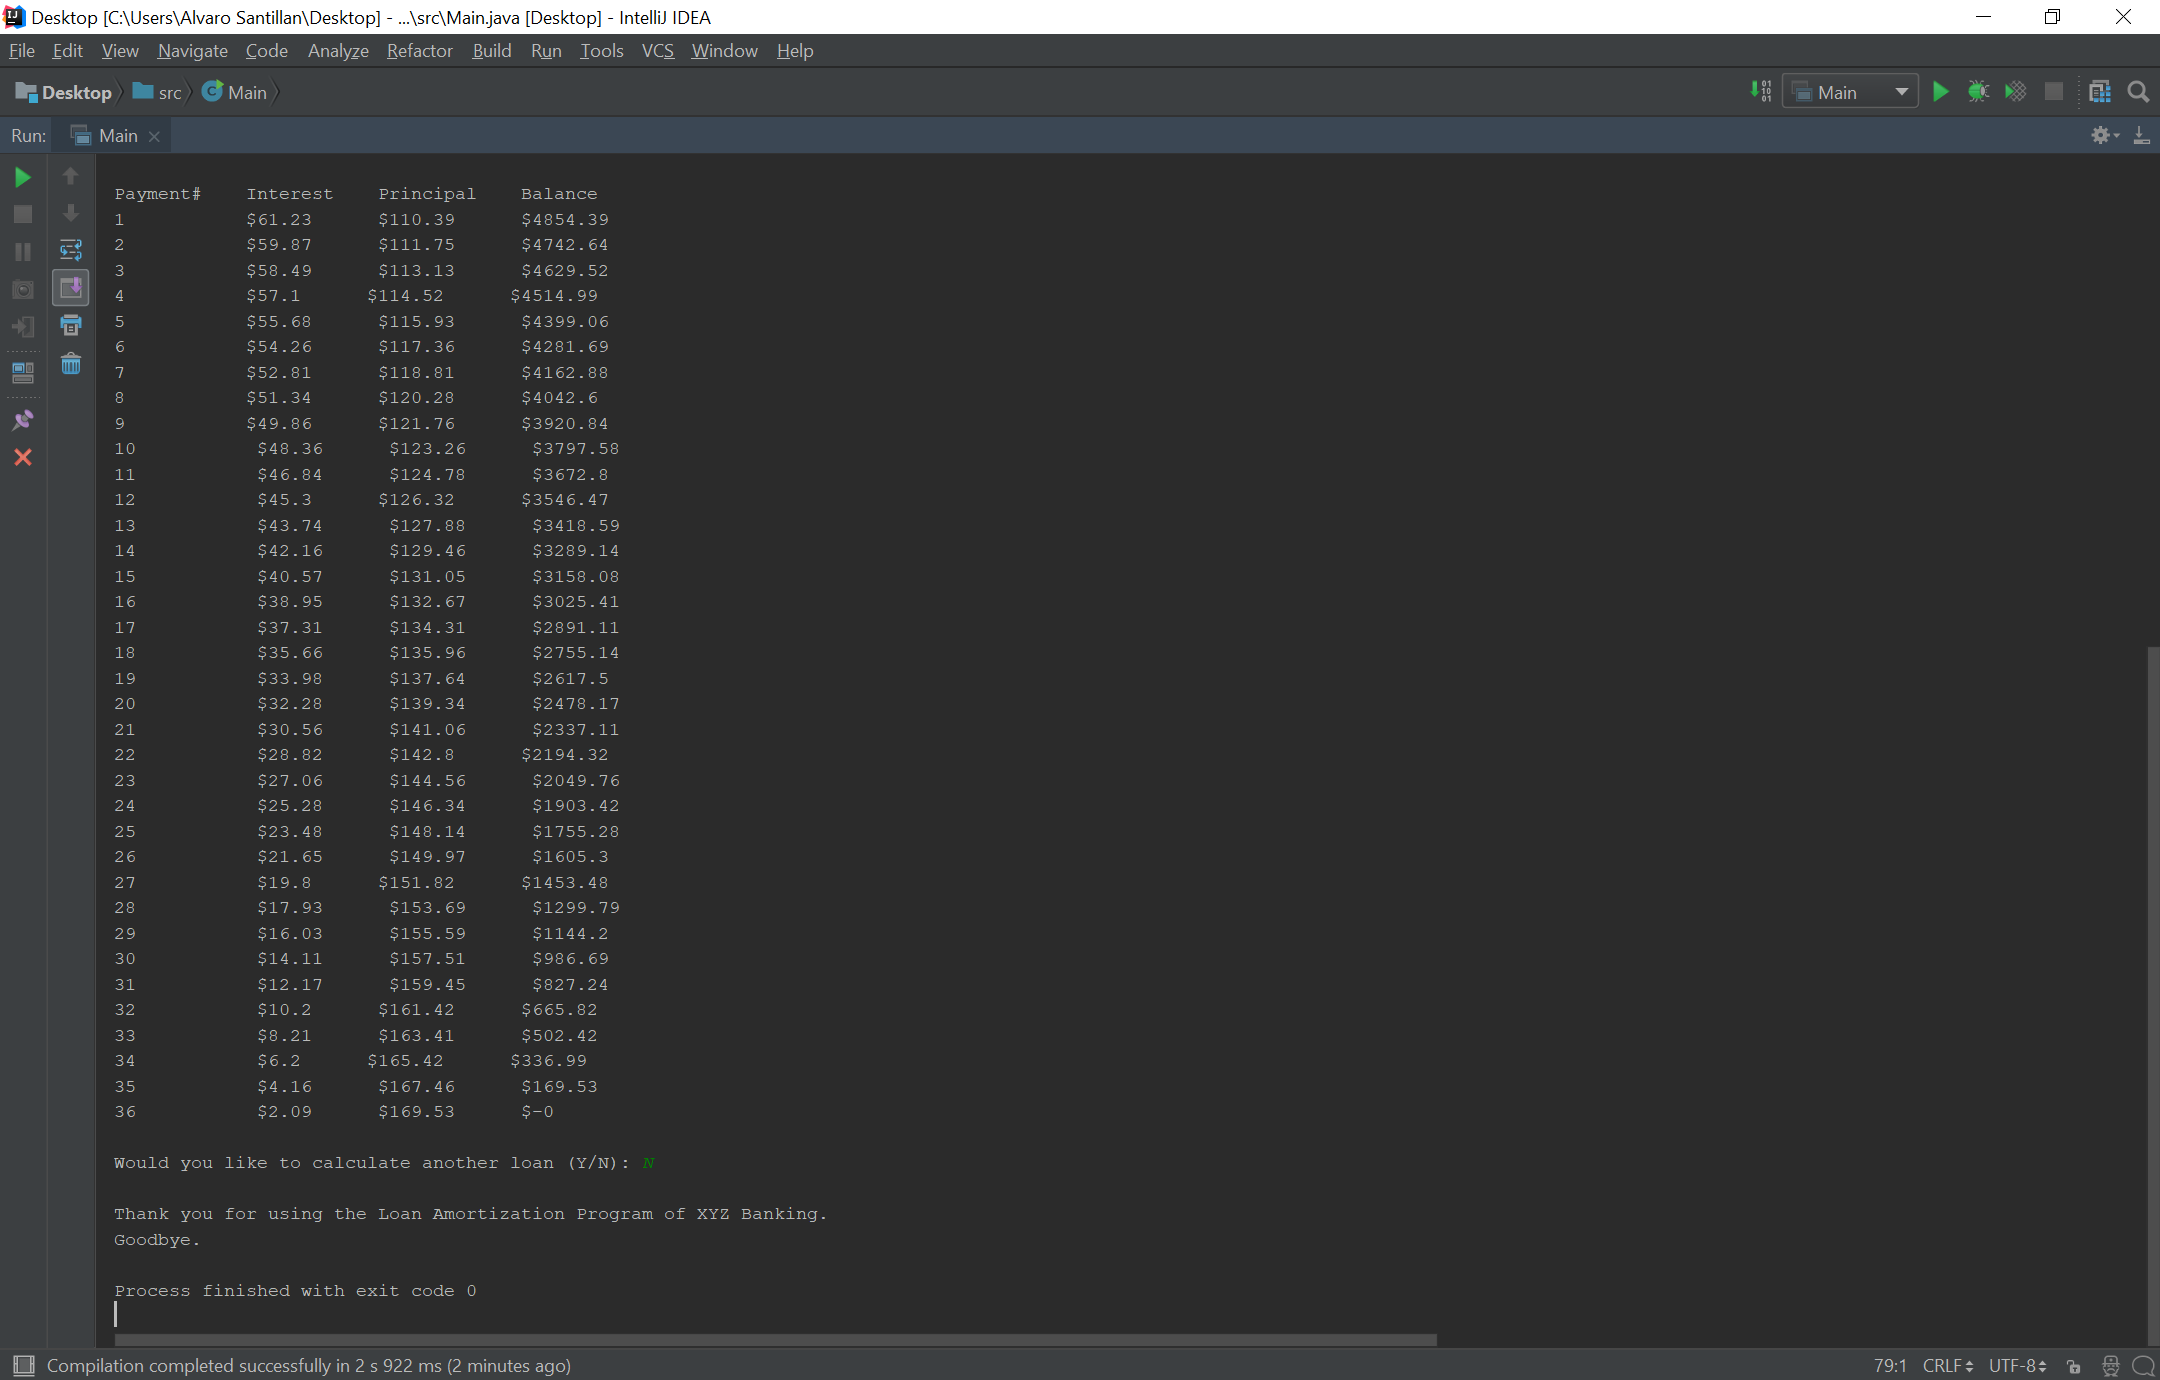 Desktop [C:\Users\Alvaro Santillan\Desktop] - ...\src\Main.java [Desktop] - IntelliJ IDEA
File Edit View Navigate Code Analyze Refactor Build Run Tools VCS Window Help
Desktop src Main Main
Run: Main
Payment# Interest Principal Balance
1 $61.23 $110.39 $4854.39
2 $59.87 $111.75 $4742.64
3 $58.49 $113.13 $4629.52
4 $57.1 $114.52 $4514.99
5 $55.68 $115.93 $4399.06
6 $54.26 $117.36 $4281.69
7 $52.81 $118.81 $4162.88
8 $51.34 $120.28 $4042.6
9 $49.86 $121.76 $3920.84
10 $48.36 $123.26 $3797.58
11 $46.84 $124.78 $3672.8
12 $45.3 $126.32 $3546.47
13 $43.74 $127.88 $3418.59
14 $42.16 $129.46 $3289.14
15 $40.57 $131.05 $3158.08
16 $38.95 $132.67 $3025.41
17 $37.31 $134.31 $2891.11
18 $35.66 $135.96 $2755.14
19 $33.98 $137.64 $2617.5
20 $32.28 $139.34 $2478.17
21 $30.56 $141.06 $2337.11
22 $28.82 $142.8 $2194.32
23 $27.06 $144.56 $2049.76
24 $25.28 $146.34 $1903.42
25 $23.48 $148.14 $1755.28
26 $21.65 $149.97 $1605.3
27 $19.8 $151.82 $1453.48
28 $17.93 $153.69 $1299.79
29 $16.03 $155.59 $1144.2
30 $14.11 $157.51 $986.69
31 $12.17 $159.45 $827.24
32 $10.2 $161.42 $665.82
33 $8.21 $163.41 $502.42
34 $6.2 $165.42 $336.99
35 $4.16 $167.46 $169.53
36 $2.09 $169.53 $-0
Would you like to calculate another loan (Y/N): N
Thank you for using the Loan Amortization Program of XYZ Banking.
Goodbye.
Process finished with exit code 0
Compilation completed successfully in 2 s 922 ms (2 minutes ago) 79:1 CRLF UTF-8